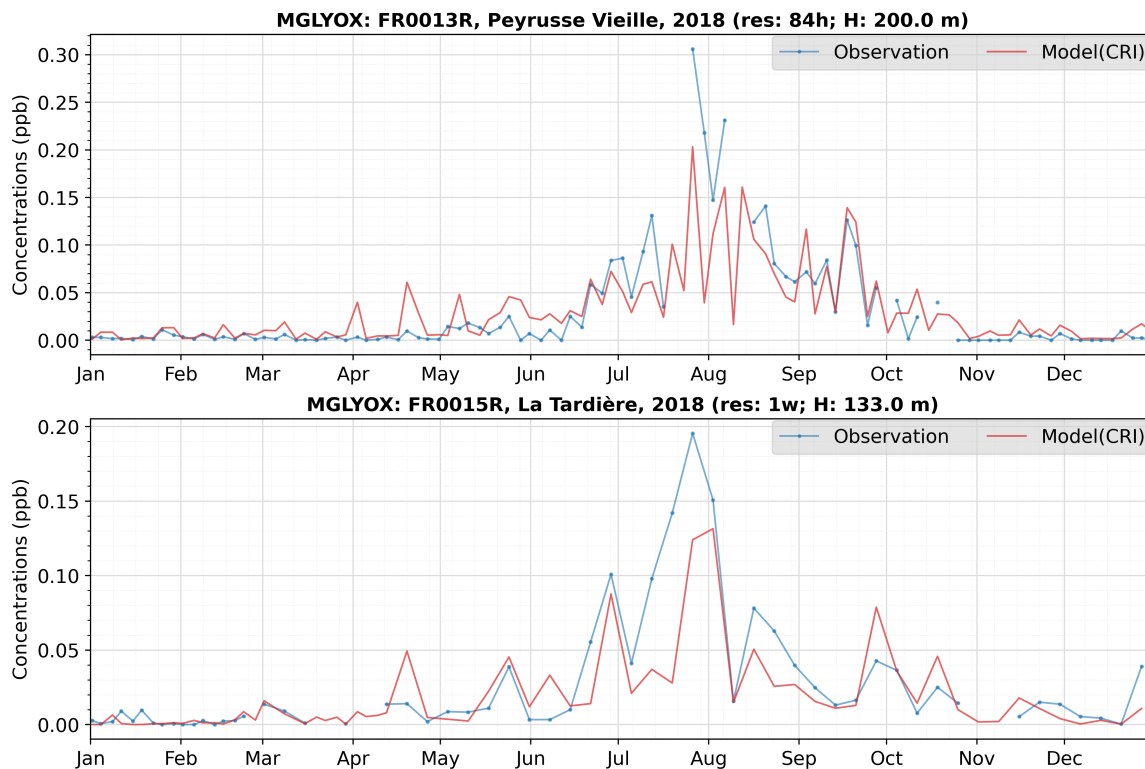 MGLYOX: FR0013R, Peyrusse Vieille, 2018 (res: 84h; H: 200.0 m)
Observation Model(CRI)
Concentrations (ppb)
0.30
0.25
0.20
0.15
0.10
0.05
0.00
Jan Feb Mar Apr May Jun Jul Aug Sep Oct Nov Dec
MGLYOX: FR0015R, La Tardière, 2018 (res: 1w; H: 133.0 m)
Observation Model(CRI)
Concentrations (ppb)
0.20
0.15
0.10
0.05
0.00
Jan Feb Mar Apr May Jun Jul Aug Sep Oct Nov Dec